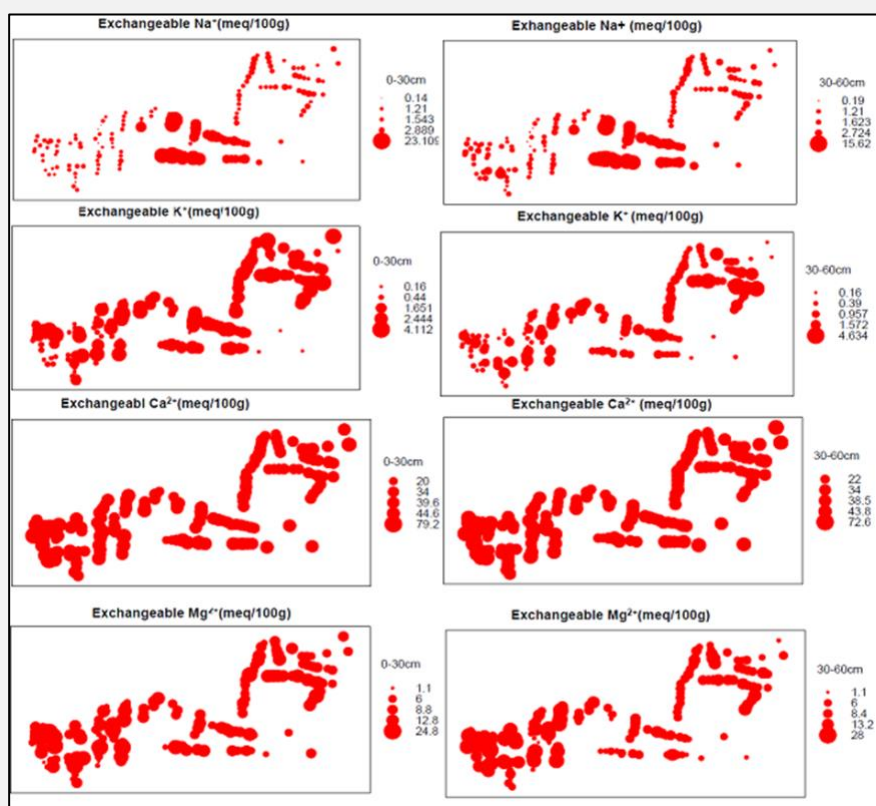 Exchangeable Na⁺(meq/100g)
0-30cm
0.14
1.21
1.543
2.889
23.109
Exhangeable Na+ (meq/100g)
30-60cm
0.19
1.21
1.623
2.724
15.62
Exchangeable K⁺(meq/100g)
0-30cm
0.16
0.44
1.651
2.444
4.112
Exchangeable K⁺ (meq/100g)
30-60cm
0.16
0.39
0.957
1.572
4.634
Exchangeabl Ca²⁺(meq/100g)
0-30cm
20
34
39.6
44.6
79.2
Exchangeable Ca²⁺ (meq/100g)
30-60cm
22
34
38.5
43.8
72.6
Exchangeable Mg²⁺(meq/100g)
0-30cm
1.1
6
8.8
12.8
24.8
Exchangeable Mg²⁺(meq/100g)
30-60cm
1.1
6
8.4
13.2
28